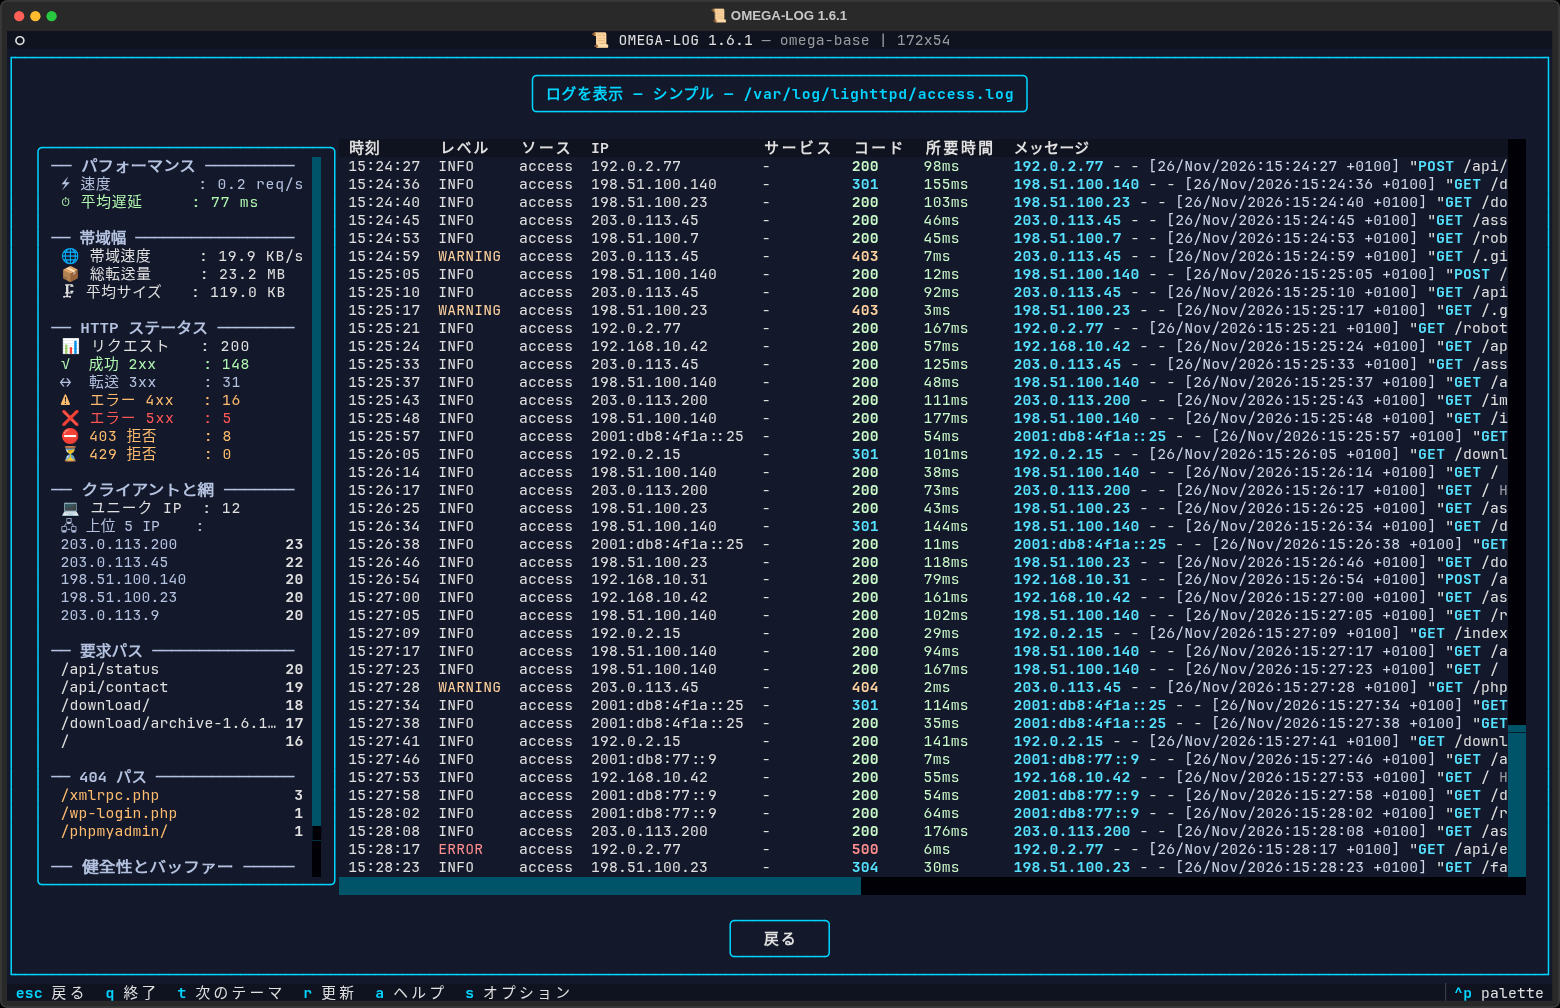 📜 OMEGA-LOG 1.6.1
📜 OMEGA-LOG 1.6.1 — omega-base | 172x54
ログを表示 — シンプル — /var/log/lighttpd/access.log
── パフォーマンス ──────────
⚡ 速度 : 0.2 req/s
⏱ 平均遅延 : 77 ms
── 帯域幅 ──────────────────
🌐 帯域速度 : 19.9 KB/s
📦 総転送量 : 23.2 MB
🗜 平均サイズ : 119.0 KB
── HTTP ステータス ─────────
📊 リクエスト : 200
√ 成功 2xx : 148
↔ 転送 3xx : 31
⚠ エラー 4xx : 16
❌ エラー 5xx : 5
⛔ 403 拒否 : 8
⏳ 429 拒否 : 0
── クライアントと網 ────────
💻 ユニーク IP : 12
🖧 上位 5 IP :
203.0.113.200 23
203.0.113.45 22
198.51.100.140 20
198.51.100.23 20
203.0.113.9 20
── 要求パス ────────────────
/api/status 20
/api/contact 19
/download/ 18
/download/archive-1.6.1… 17
/ 16
── 404 パス ────────────────
/xmlrpc.php 3
/wp-login.php 1
/phpmyadmin/ 1
── 健全性とバッファー ──────
時刻 レベル ソース IP サービス コード 所要時間 メッセージ
15:24:27 INFO access 192.0.2.77 - 200 98ms 192.0.2.77 - - [26/Nov/2026:15:24:27 +0100] "POST /api/
15:24:36 INFO access 198.51.100.140 - 301 155ms 198.51.100.140 - - [26/Nov/2026:15:24:36 +0100] "GET /d
15:24:40 INFO access 198.51.100.23 - 200 103ms 198.51.100.23 - - [26/Nov/2026:15:24:40 +0100] "GET /do
15:24:45 INFO access 203.0.113.45 - 200 46ms 203.0.113.45 - - [26/Nov/2026:15:24:45 +0100] "GET /ass
15:24:53 INFO access 198.51.100.7 - 200 45ms 198.51.100.7 - - [26/Nov/2026:15:24:53 +0100] "GET /rob
15:24:59 WARNING access 203.0.113.45 - 403 7ms 203.0.113.45 - - [26/Nov/2026:15:24:59 +0100] "GET /.gi
15:25:05 INFO access 198.51.100.140 - 200 12ms 198.51.100.140 - - [26/Nov/2026:15:25:05 +0100] "POST /
15:25:10 INFO access 203.0.113.45 - 200 92ms 203.0.113.45 - - [26/Nov/2026:15:25:10 +0100] "GET /api
15:25:17 WARNING access 198.51.100.23 - 403 3ms 198.51.100.23 - - [26/Nov/2026:15:25:17 +0100] "GET /.g
15:25:21 INFO access 192.0.2.77 - 200 167ms 192.0.2.77 - - [26/Nov/2026:15:25:21 +0100] "GET /robot
15:25:24 INFO access 192.168.10.42 - 200 57ms 192.168.10.42 - - [26/Nov/2026:15:25:24 +0100] "GET /ap
15:25:33 INFO access 203.0.113.45 - 200 125ms 203.0.113.45 - - [26/Nov/2026:15:25:33 +0100] "GET /ass
15:25:37 INFO access 198.51.100.140 - 200 48ms 198.51.100.140 - - [26/Nov/2026:15:25:37 +0100] "GET /a
15:25:43 INFO access 203.0.113.200 - 200 111ms 203.0.113.200 - - [26/Nov/2026:15:25:43 +0100] "GET /im
15:25:48 INFO access 198.51.100.140 - 200 177ms 198.51.100.140 - - [26/Nov/2026:15:25:48 +0100] "GET /i
15:25:57 INFO access 2001:db8:4f1a::25 - 200 54ms 2001:db8:4f1a::25 - - [26/Nov/2026:15:25:57 +0100] "GET
15:26:05 INFO access 192.0.2.15 - 301 101ms 192.0.2.15 - - [26/Nov/2026:15:26:05 +0100] "GET /downl
15:26:14 INFO access 198.51.100.140 - 200 38ms 198.51.100.140 - - [26/Nov/2026:15:26:14 +0100] "GET /
15:26:17 INFO access 203.0.113.200 - 200 73ms 203.0.113.200 - - [26/Nov/2026:15:26:17 +0100] "GET / H
15:26:25 INFO access 198.51.100.23 - 200 43ms 198.51.100.23 - - [26/Nov/2026:15:26:25 +0100] "GET /as
15:26:34 INFO access 198.51.100.140 - 301 144ms 198.51.100.140 - - [26/Nov/2026:15:26:34 +0100] "GET /d
15:26:38 INFO access 2001:db8:4f1a::25 - 200 11ms 2001:db8:4f1a::25 - - [26/Nov/2026:15:26:38 +0100] "GET
15:26:46 INFO access 198.51.100.23 - 200 118ms 198.51.100.23 - - [26/Nov/2026:15:26:46 +0100] "GET /do
15:26:54 INFO access 192.168.10.31 - 200 79ms 192.168.10.31 - - [26/Nov/2026:15:26:54 +0100] "POST /a
15:27:00 INFO access 192.168.10.42 - 200 161ms 192.168.10.42 - - [26/Nov/2026:15:27:00 +0100] "GET /as
15:27:05 INFO access 198.51.100.140 - 200 102ms 198.51.100.140 - - [26/Nov/2026:15:27:05 +0100] "GET /r
15:27:09 INFO access 192.0.2.15 - 200 29ms 192.0.2.15 - - [26/Nov/2026:15:27:09 +0100] "GET /index
15:27:17 INFO access 198.51.100.140 - 200 94ms 198.51.100.140 - - [26/Nov/2026:15:27:17 +0100] "GET /a
15:27:23 INFO access 198.51.100.140 - 200 167ms 198.51.100.140 - - [26/Nov/2026:15:27:23 +0100] "GET /
15:27:28 WARNING access 203.0.113.45 - 404 2ms 203.0.113.45 - - [26/Nov/2026:15:27:28 +0100] "GET /php
15:27:34 INFO access 2001:db8:4f1a::25 - 301 114ms 2001:db8:4f1a::25 - - [26/Nov/2026:15:27:34 +0100] "GET
15:27:38 INFO access 2001:db8:4f1a::25 - 200 35ms 2001:db8:4f1a::25 - - [26/Nov/2026:15:27:38 +0100] "GET
15:27:41 INFO access 192.0.2.15 - 200 141ms 192.0.2.15 - - [26/Nov/2026:15:27:41 +0100] "GET /downl
15:27:46 INFO access 2001:db8:77::9 - 200 7ms 2001:db8:77::9 - - [26/Nov/2026:15:27:46 +0100] "GET /a
15:27:53 INFO access 192.168.10.42 - 200 55ms 192.168.10.42 - - [26/Nov/2026:15:27:53 +0100] "GET / H
15:27:58 INFO access 2001:db8:77::9 - 200 54ms 2001:db8:77::9 - - [26/Nov/2026:15:27:58 +0100] "GET /d
15:28:02 INFO access 2001:db8:77::9 - 200 64ms 2001:db8:77::9 - - [26/Nov/2026:15:28:02 +0100] "GET /r
15:28:08 INFO access 203.0.113.200 - 200 176ms 203.0.113.200 - - [26/Nov/2026:15:28:08 +0100] "GET /as
15:28:17 ERROR access 192.0.2.77 - 500 6ms 192.0.2.77 - - [26/Nov/2026:15:28:17 +0100] "GET /api/e
15:28:23 INFO access 198.51.100.23 - 304 30ms 198.51.100.23 - - [26/Nov/2026:15:28:23 +0100] "GET /fa
戻る
esc 戻る q 終了 t 次のテーマ r 更新 a ヘルプ s オプション ^p palette